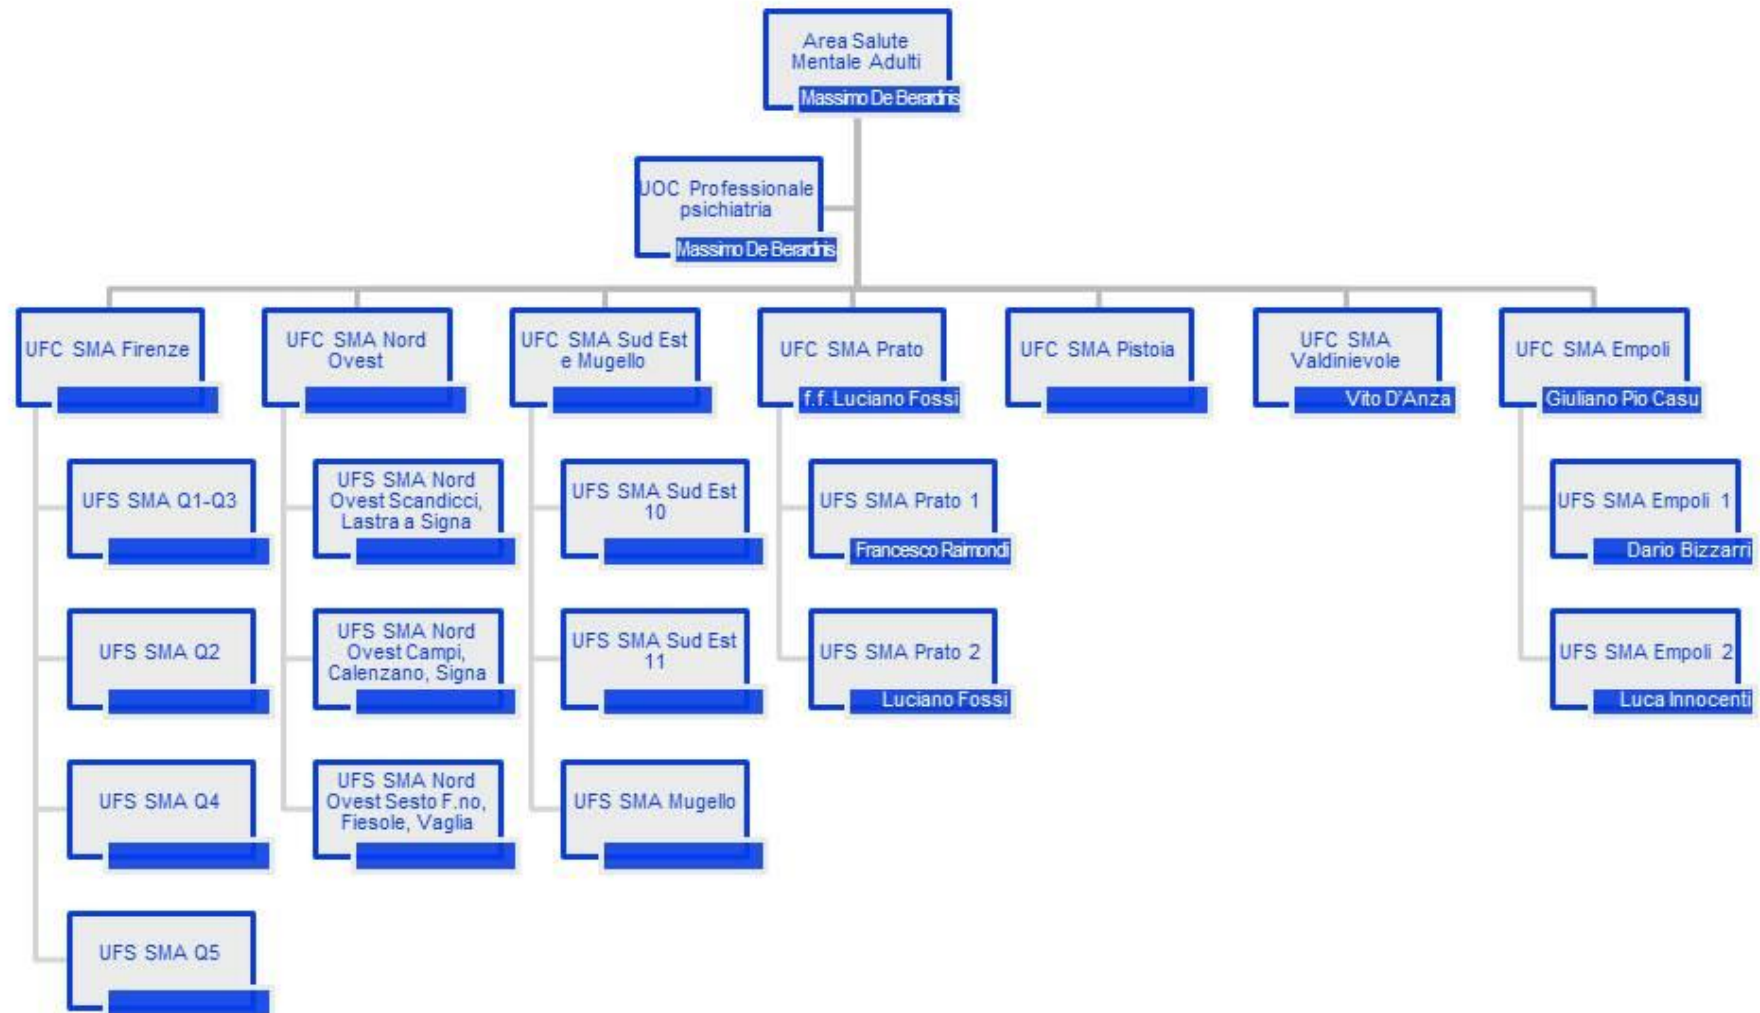 Area Salute
Mentale Adulti
Massimo De Berardinis
UOC Professionale
psichiatria
Massimo De Berardinis
UFC SMA Firenze
UFC SMA Nord
Ovest
UFC SMA Sud Est
e Mugello
UFC SMA Prato
f.f. Luciano Fossi
UFC SMA Pistoia
UFC SMA
Valdinievole
Vito D'Anza
UFC SMA Empoli
Giuliano Pio Casu
UFS SMA Q1-Q3
UFS SMA Nord
Ovest Scandicci,
Lastra a Signa
UFS SMA Sud Est
10
UFS SMA Prato 1
Francesco Raimondi
UFS SMA Empoli 1
Dario Bizzarri
UFS SMA Q2
UFS SMA Nord
Ovest Campi,
Calenzano, Signa
UFS SMA Sud Est
11
UFS SMA Prato 2
Luciano Fossi
UFS SMA Empoli 2
Luca Innocenti
UFS SMA Q4
UFS SMA Nord
Ovest Sesto F.no,
Fiesole, Vaglia
UFS SMA Mugello
UFS SMA Q5